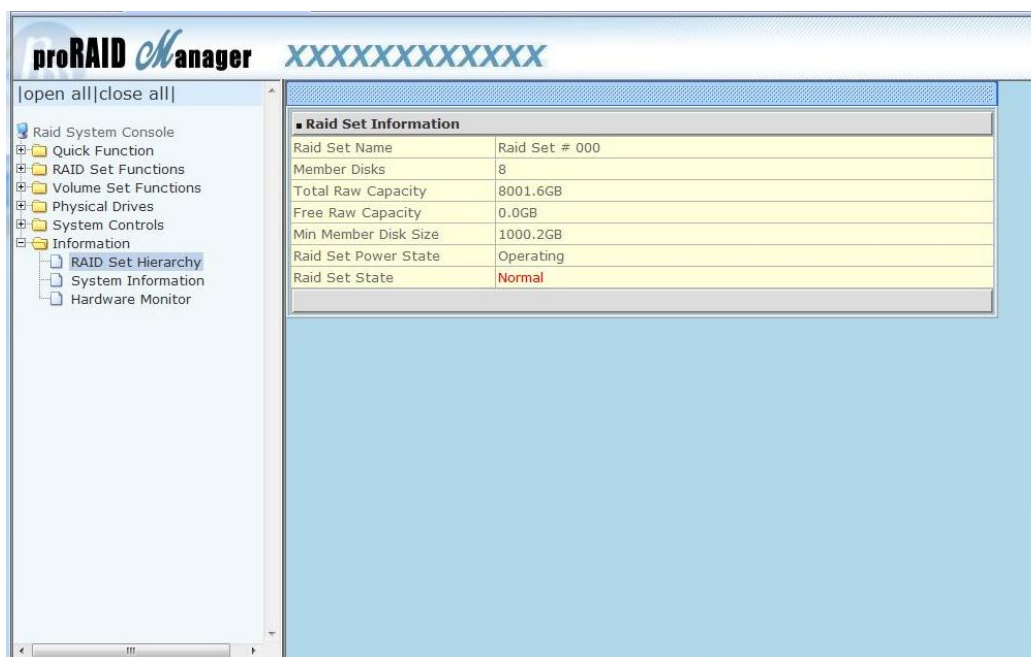 proRAID Manager XXXXXXXXXXXX
|open all|close all|
Raid System Console
Quick Function
RAID Set Functions
Volume Set Functions
Physical Drives
System Controls
Information
RAID Set Hierarchy
System Information
Hardware Monitor
Raid Set Information
Raid Set Name Raid Set # 000
Member Disks 8
Total Raw Capacity 8001.6GB
Free Raw Capacity 0.0GB
Min Member Disk Size 1000.2GB
Raid Set Power State Operating
Raid Set State Normal